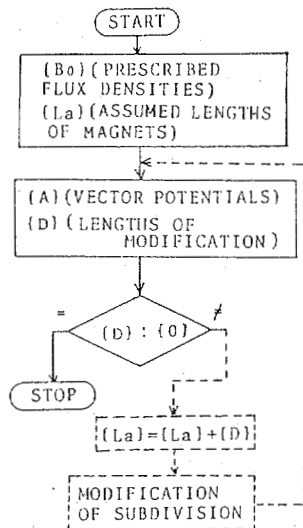 START
{Bo}(PRESCRIBED
FLUX DENSITIES)
{La}(ASSUMED LENGTHS
OF MAGNETS)
{A}(VECTOR POTENTIALS)
{D}(LENGTHS OF
MODIFICATION)
= ≠
{D}:{0}
STOP
{La}={La}+{D}
MODIFICATION
OF SUBDIVISION